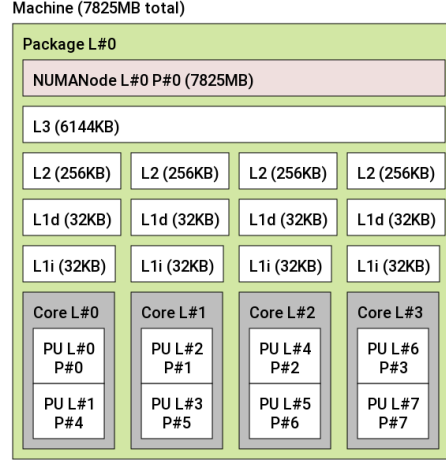 Machine (7825MB total)
Package L#0
NUMANode L#0 P#0 (7825MB)
L3 (6144KB)
L2 (256KB) L2 (256KB) L2 (256KB) L2 (256KB)
L1d (32KB) L1d (32KB) L1d (32KB) L1d (32KB)
L1i (32KB) L1i (32KB) L1i (32KB) L1i (32KB)
Core L#0 Core L#1 Core L#2 Core L#3
PU L#0 PU L#2 PU L#4 PU L#6
P#0 P#1 P#2 P#3
PU L#1 PU L#3 PU L#5 PU L#7
P#4 P#5 P#6 P#7